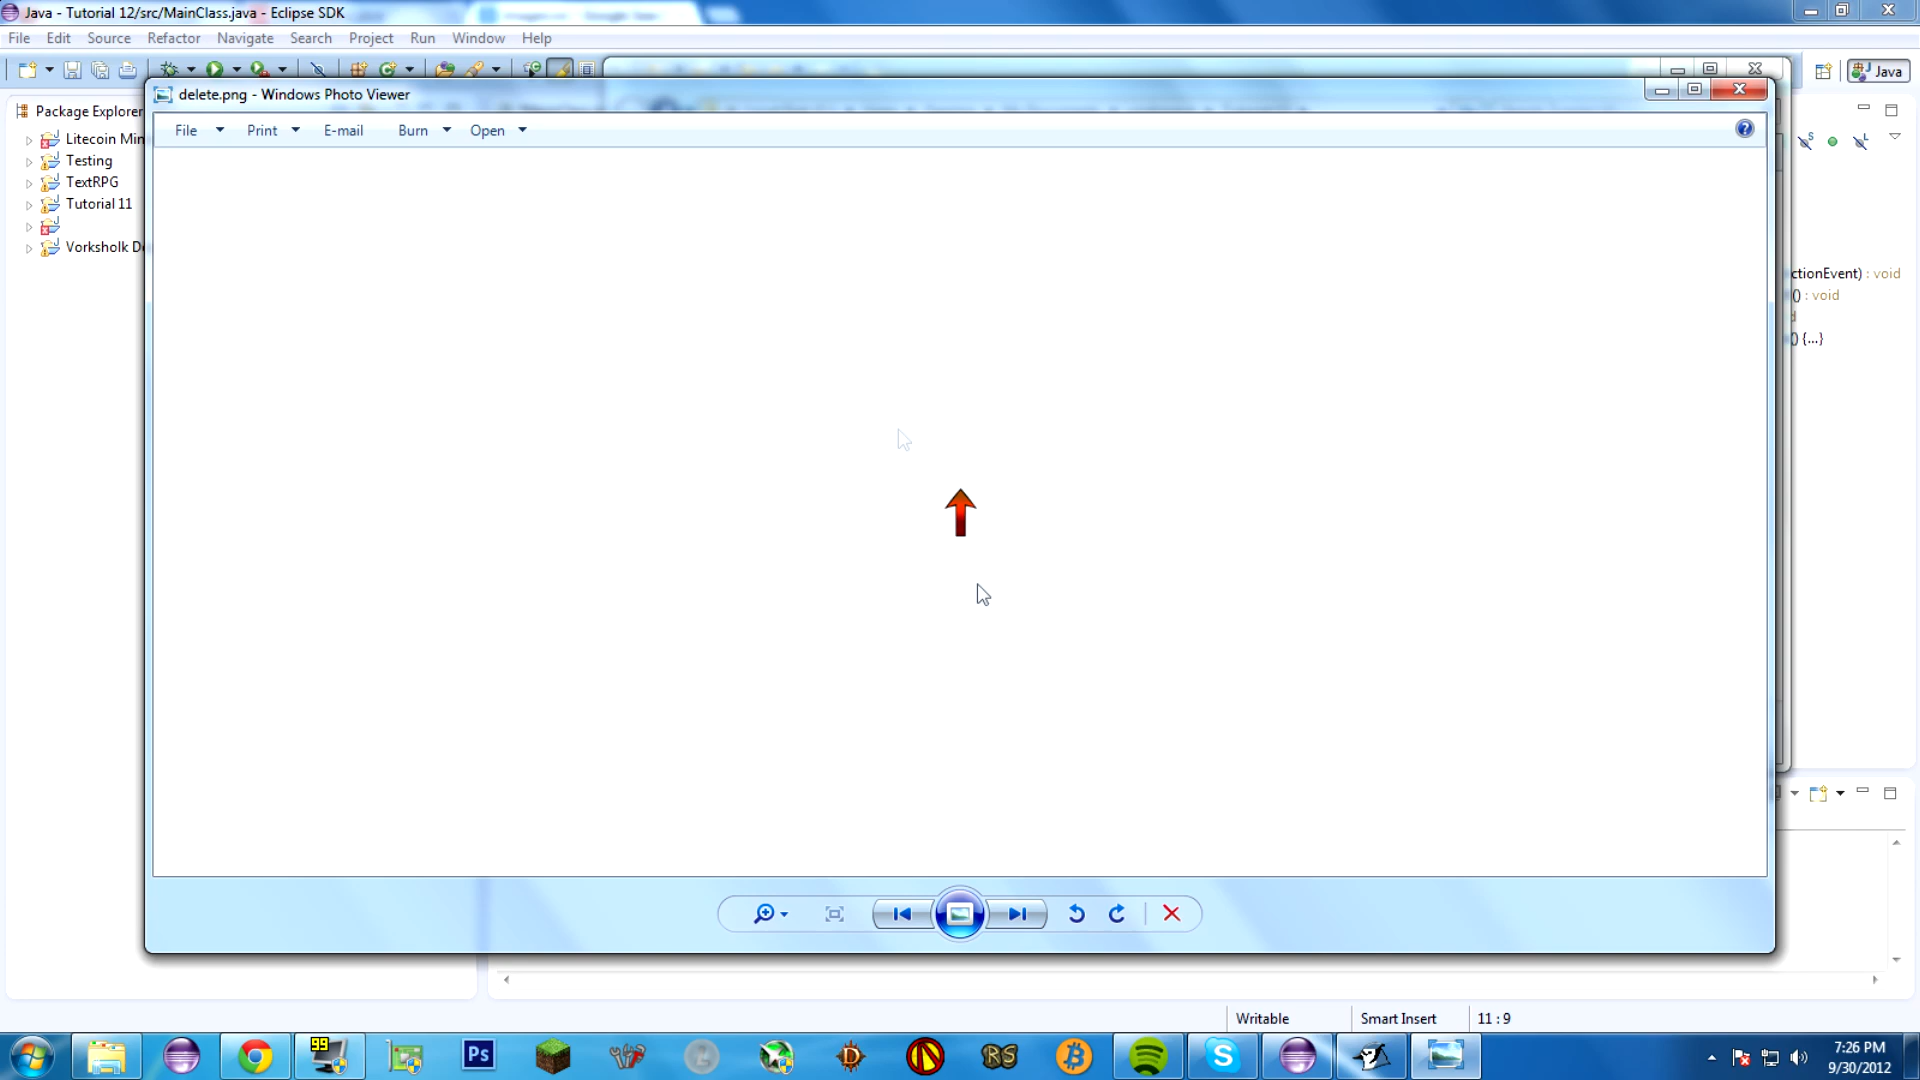 Java - Tutorial 12/src/MainClass.java - Eclipse SDK
File Edit Source Refactor Navigate Search Project Run Window Help
Java
delete.png - Windows Photo Viewer
Package Explorer
File Print E-mail Burn Open
Litecoin Min
Testing
TextRPG
Tutorial 11
Vorksholk D
ctionEvent) : void
() : void
() {...}
Writable Smart Insert 11 : 9
99
Ps
RS
7:26 PM
9/30/2012